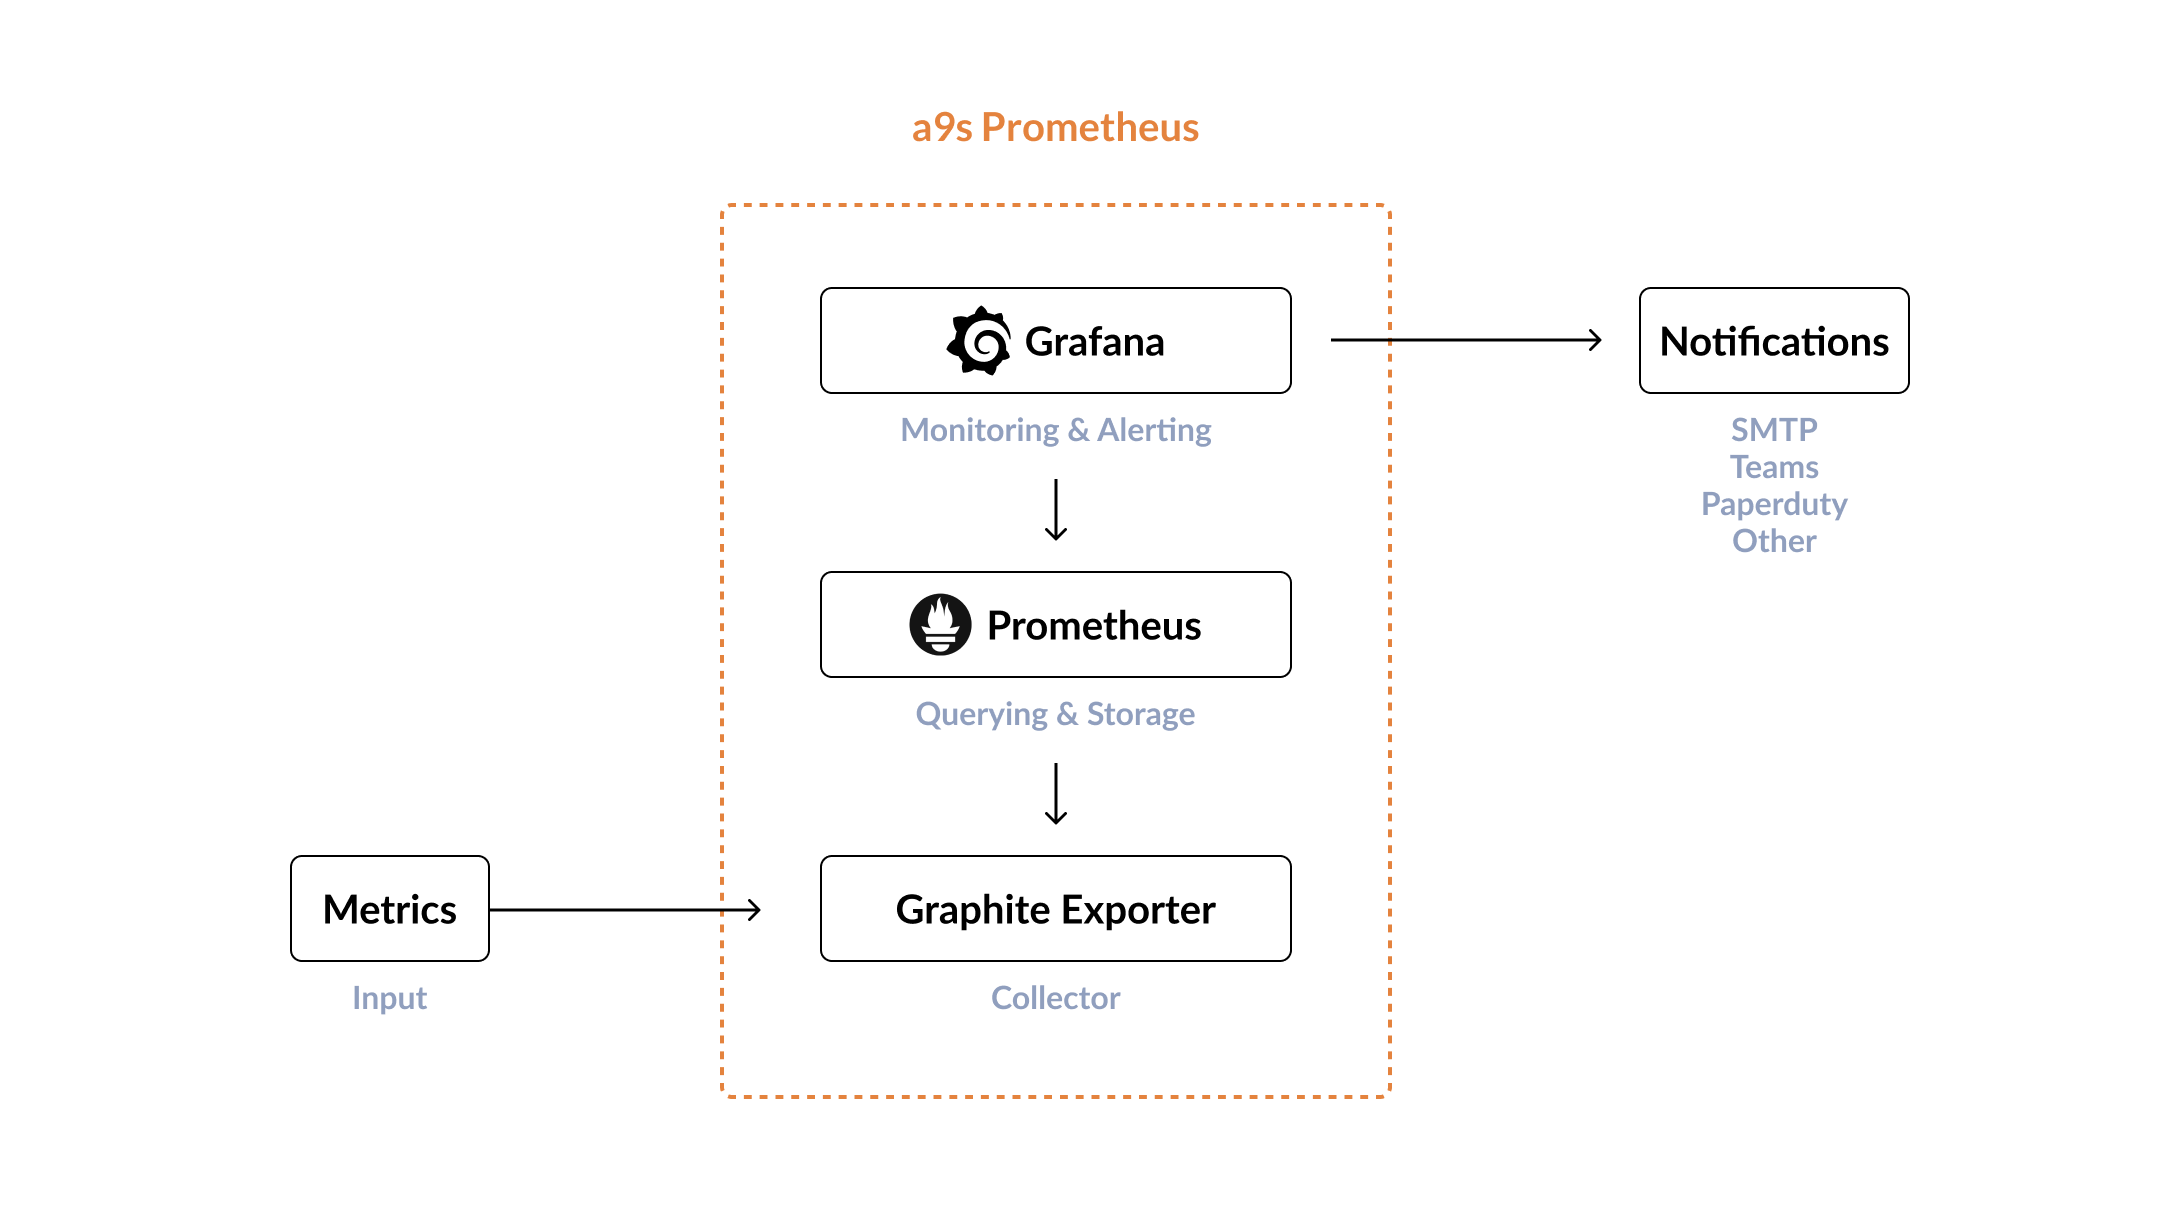 a9s Prometheus
Grafana
Monitoring & Alerting
Notifications
SMTP
Teams
Paperduty
Other
Prometheus
Querying & Storage
Metrics
Input
Graphite Exporter
Collector